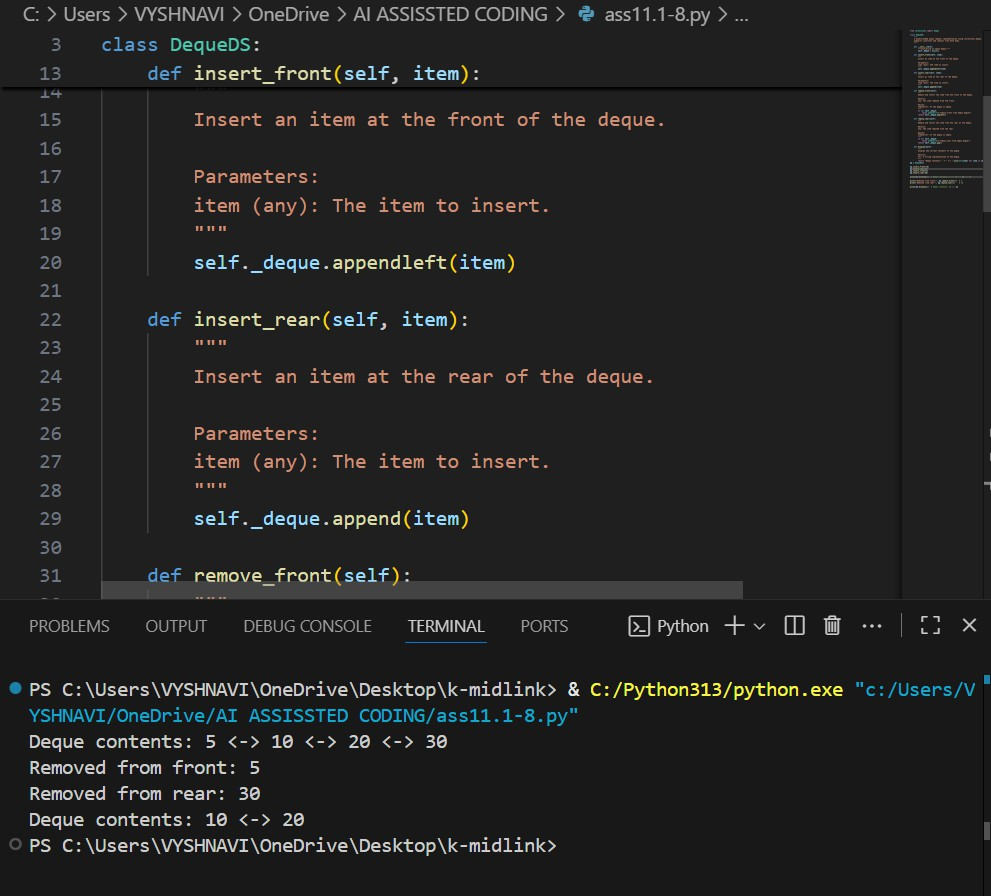 C: > Users > VYSHNAVI > OneDrive > AI ASSISSTED CODING > ass11.1-8.py > ...
3 class DequeDS:
13 def insert_front(self, item):
14
15 Insert an item at the front of the deque.
16
17 Parameters:
18 item (any): The item to insert.
19 """
20 self._deque.appendleft(item)
21
22 def insert_rear(self, item):
23 """
24 Insert an item at the rear of the deque.
25
26 Parameters:
27 item (any): The item to insert.
28 """
29 self._deque.append(item)
30
31 def remove_front(self):
"""
PROBLEMS OUTPUT DEBUG CONSOLE TERMINAL PORTS Python
PS C:\Users\VYSHNAVI\OneDrive\Desktop\k-midlink> & C:/Python313/python.exe "c:/Users/V
YSHNAVI/OneDrive/AI ASSISSTED CODING/ass11.1-8.py"
Deque contents: 5 <-> 10 <-> 20 <-> 30
Removed from front: 5
Removed from rear: 30
Deque contents: 10 <-> 20
PS C:\Users\VYSHNAVI\OneDrive\Desktop\k-midlink>